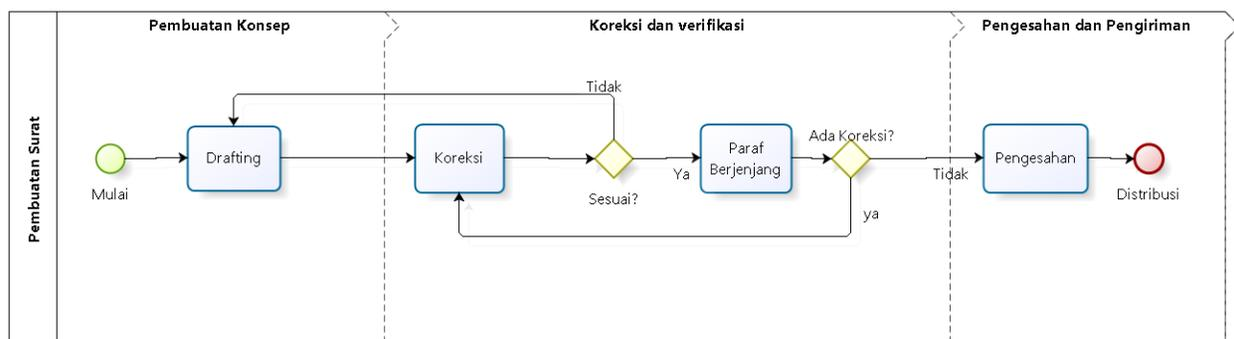 Pembuatan Surat
Pembuatan Konsep
Koreksi dan verifikasi
Pengesahan dan Pengiriman
Mulai
Drafting
Koreksi
Tidak
Sesuai?
Ya
Paraf
Berjenjang
Ada Koreksi?
ya
Tidak
Pengesahan
Distribusi